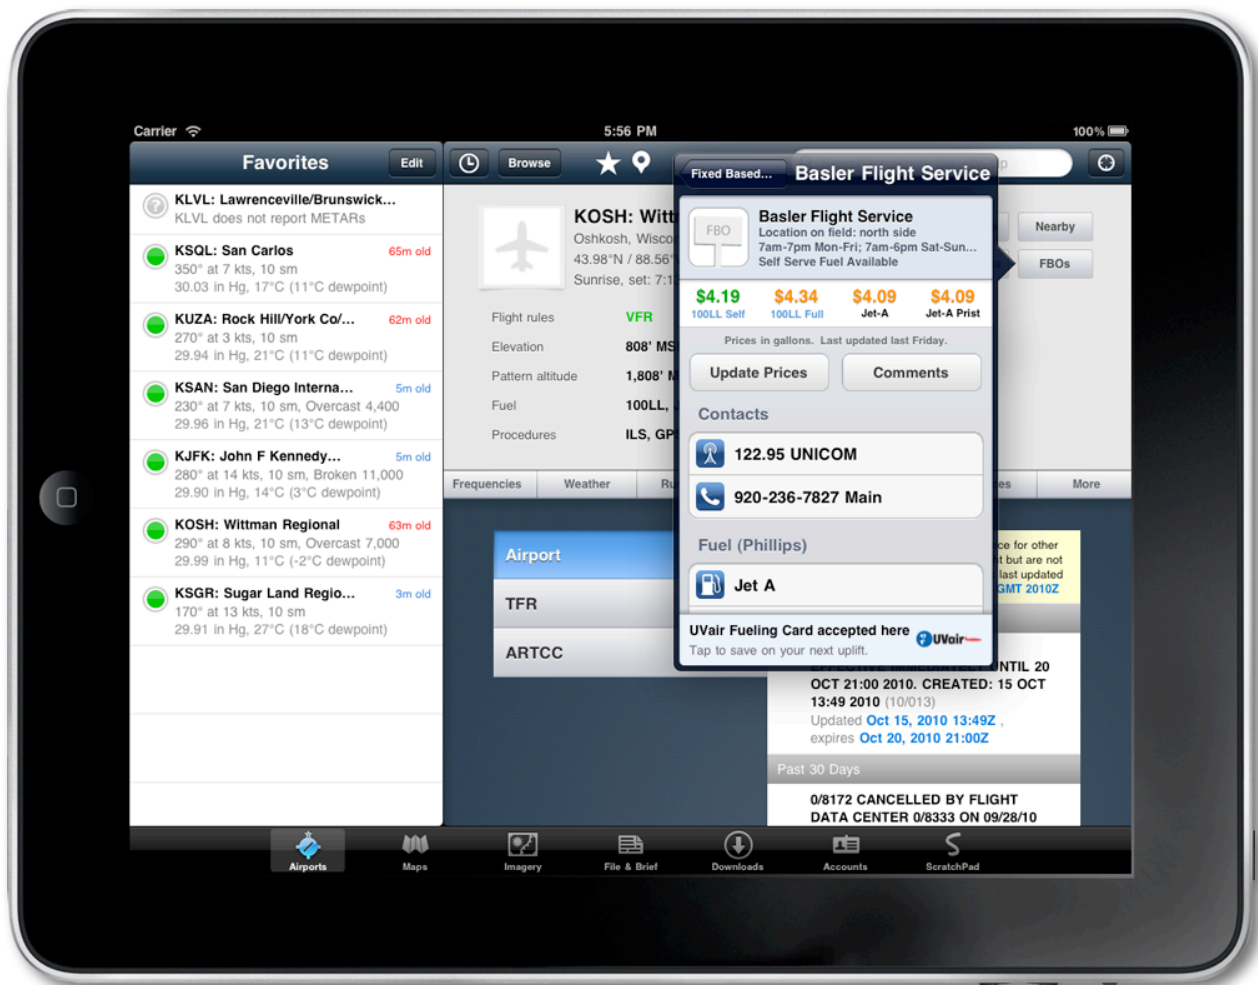 Carrier
5:56 PM
100%
Favorites
Edit
Browse
Fixed Based...
Basler Flight Service
KLVL: Lawrenceville/Brunswick...
KLVL does not report METARs
KSQL: San Carlos
65m old
350° at 7 kts, 10 sm
30.03 in Hg, 17°C (11°C dewpoint)
KUZA: Rock Hill/York Co/...
62m old
270° at 3 kts, 10 sm
29.94 in Hg, 21°C (11°C dewpoint)
KSAN: San Diego Interna...
5m old
230° at 7 kts, 10 sm, Overcast 4,400
29.96 in Hg, 21°C (13°C dewpoint)
KJFK: John F Kennedy...
5m old
280° at 14 kts, 10 sm, Broken 11,000
29.90 in Hg, 14°C (3°C dewpoint)
KOSH: Wittman Regional
63m old
290° at 8 kts, 10 sm, Overcast 7,000
29.99 in Hg, 11°C (-2°C dewpoint)
KSGR: Sugar Land Regio...
3m old
170° at 13 kts, 10 sm
29.91 in Hg, 27°C (18°C dewpoint)
KOSH: Witt
Oshkosh, Wisco
43.98°N / 88.56°
Sunrise, set: 7:1
Nearby
FBOs
Flight rules VFR
Elevation 808' MS
Pattern altitude 1,808' M
Fuel 100LL,
Procedures ILS, GP
Frequencies
Weather
Ru
es
More
Airport
TFR
ARTCC
FBO
Basler Flight Service
Location on field: north side
7am-7pm Mon-Fri; 7am-6pm Sat-Sun...
Self Serve Fuel Available
$4.19 $4.34 $4.09 $4.09
100LL Self 100LL Full Jet-A Jet-A Prist
Prices in gallons. Last updated last Friday.
Update Prices
Comments
Contacts
122.95 UNICOM
920-236-7827 Main
Fuel (Phillips)
Jet A
UVair Fueling Card accepted here
Tap to save on your next uplift.
UVair
ce for other
t but are not
last updated
GMT 2010Z
EFFECTIVE IMMEDIATELY UNTIL 20
OCT 21:00 2010. CREATED: 15 OCT
13:49 2010 (10/013)
Updated Oct 15, 2010 13:49Z ,
expires Oct 20, 2010 21:00Z
Past 30 Days
0/8172 CANCELLED BY FLIGHT
DATA CENTER 0/8333 ON 09/28/10
Airports
Maps
Imagery
File & Brief
Downloads
Accounts
ScratchPad